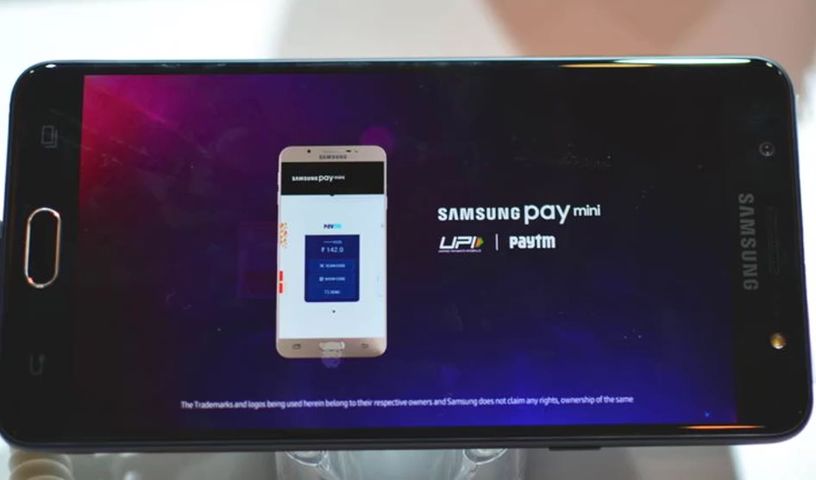 SAMSUNG
SAMSUNG pay mini
₹ 142.0
SAMSUNG pay mini
UPI | paytm
SAMSUNG
The Trademarks and logos being used herein belong to their respective owners and Samsung does not claim any rights, ownership of the same